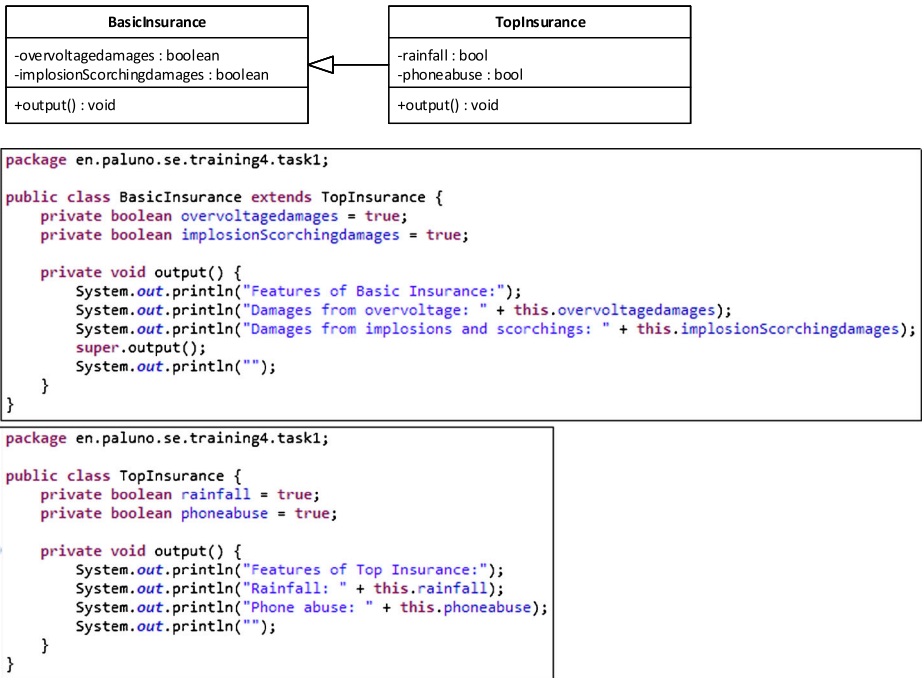 BasicInsurance
-overvoltagedamages : boolean
-implosionScorchingdamages : boolean
+output() : void
TopInsurance
-rainfall : bool
-phoneabuse : bool
+output() : void
package en.paluno.se.training4.task1;
public class BasicInsurance extends TopInsurance {
    private boolean overvoltagedamages = true;
    private boolean implosionScorchingdamages = true;
    private void output() {
        System.out.println("Features of Basic Insurance:");
        System.out.println("Damages from overvoltage: " + this.overvoltagedamages);
        System.out.println("Damages from implosions and scorchings: " + this.implosionScorchingdamages);
        super.output();
        System.out.println("");
    }
}
package en.paluno.se.training4.task1;
public class TopInsurance {
    private boolean rainfall = true;
    private boolean phoneabuse = true;
    private void output() {
        System.out.println("Features of Top Insurance:");
        System.out.println("Rainfall: " + this.rainfall);
        System.out.println("Phone abuse: " + this.phoneabuse);
        System.out.println("");
    }
}